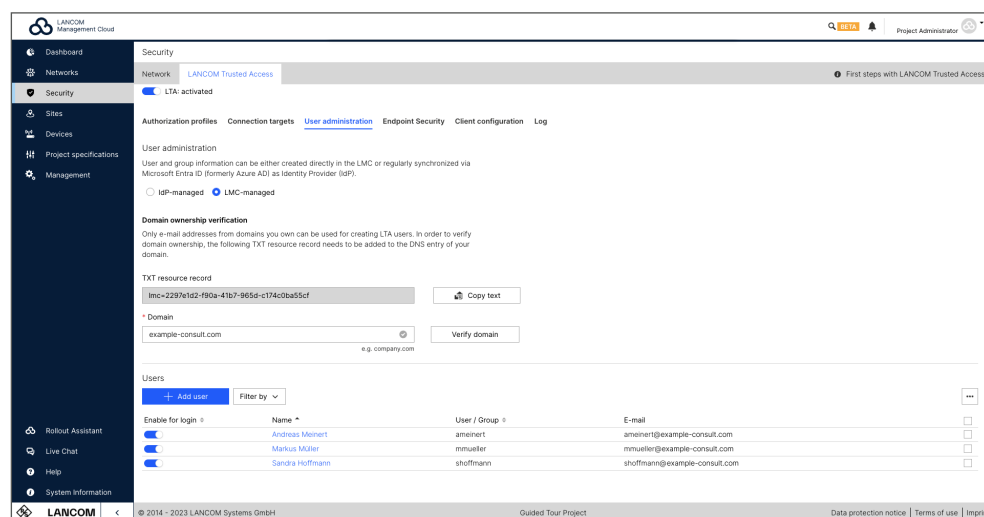 LANCOM
Management Cloud
BETA
Project Administrator
Dashboard
Networks
Security
Sites
Devices
Project specifications
Management
Rollout Assistant
Live Chat
Help
System Information
LANCOM
Security
Network LANCOM Trusted Access
First steps with LANCOM Trusted Access
LTA: activated
Authorization profiles Connection targets User administration Endpoint Security Client configuration Log
User administration
User and group information can be either created directly in the LMC or regularly synchronized via
Microsoft Entra ID (formerly Azure AD) as Identity Provider (IdP).
IdP-managed LMC-managed
Domain ownership verification
Only e-mail addresses from domains you own can be used for creating LTA users. In order to verify
domain ownership, the following TXT resource record needs to be added to the DNS entry of your
domain.
TXT resource record
lmc=2297e1d2-f90a-41b7-965d-c174c0ba55cf Copy text
* Domain
example-consult.com Verify domain
e.g. company.com
Users
+ Add user Filter by
Enable for login Name User / Group E-mail
Andreas Meinert ameinert ameinert@example-consult.com
Markus Müller mmueller mmueller@example-consult.com
Sandra Hoffmann shoffmann shoffmann@example-consult.com
© 2014 - 2023 LANCOM Systems GmbH Guided Tour Project Data protection notice | Terms of use | Impri